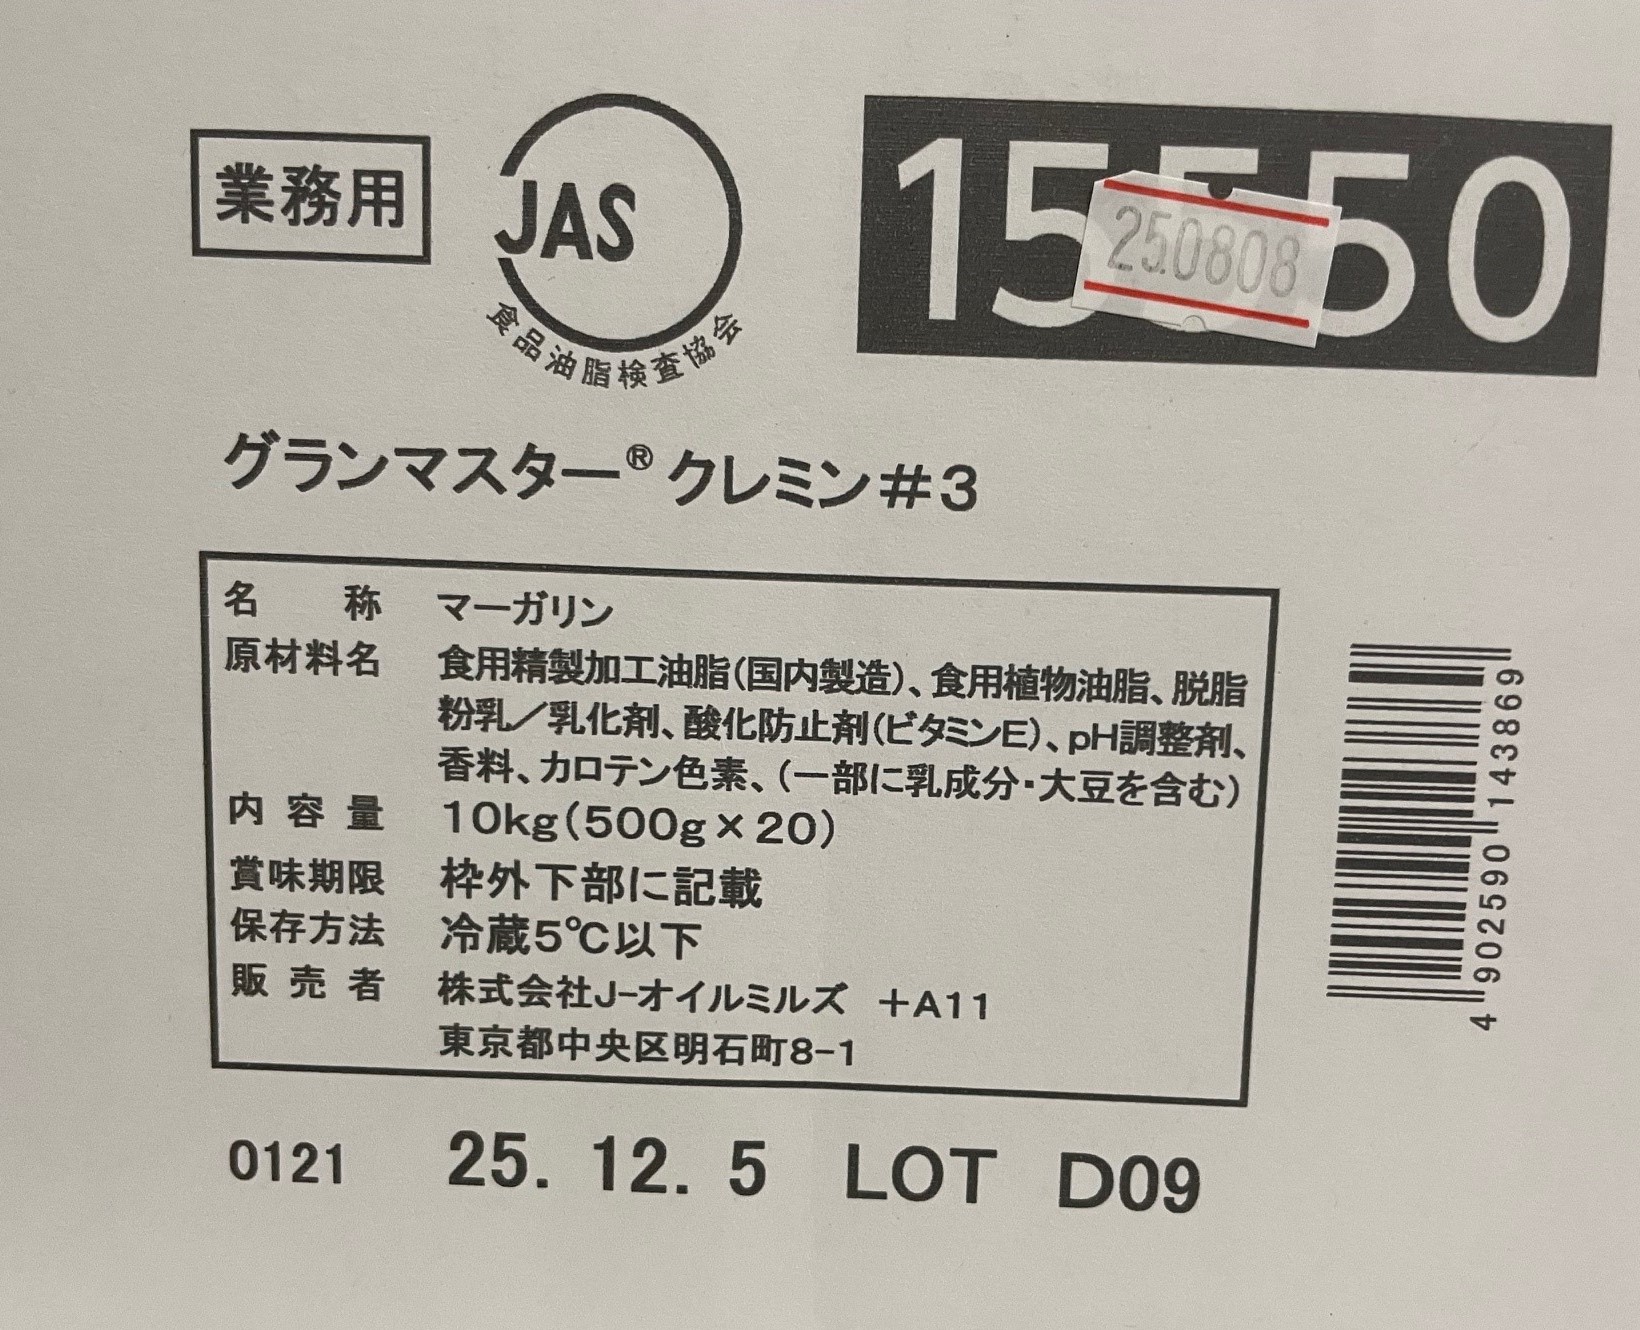 業務用
JAS
食品油脂検査協会
15550
25.0808
グランマスター® クレミン#3
名称 マーガリン
原材料名 食用精製加工油脂(国内製造)、食用植物油脂、脱脂
粉乳/乳化剤、酸化防止剤(ビタミンE)、pH調整剤、
香料、カロテン色素、(一部に乳成分・大豆を含む)
内容量 10kg(500g×20)
賞味期限 枠外下部に記載
保存方法 冷蔵5℃以下
販売者 株式会社J-オイルミルズ +A11
東京都中央区明石町8-1
4 902590 143869
0121 25. 12. 5 LOT D09